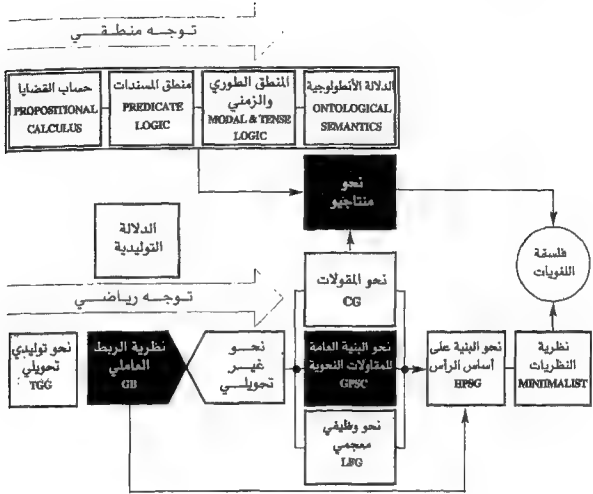 توجه منطقي
حساب القضايا
PROPOSITIONAL
CALCULUS
منطق المسندات
PREDICATE
LOGIC
المنطق الطوري
والزمني
MODAL & TENSE
LOGIC
الدلالة الأنطولوجية
ONTOLOGICAL
SEMANTICS
نحو
منتاجيو
الدلالة
التوليدية
فلسفة
اللغويات
توجه رياضي
نحو المقولات
CG
نحو توليدي
تحويلي
TGG
نظرية الربط
العاملي
GB
نحو
غير
تحويلي
نحو البنية العامة
للمقاولات النحوية
GPSC
نحو البنية على
أساس الرأس
HPSG
نظرية
النظريات
MINIMALIST
نحو وظيفي
معجمي
LFG